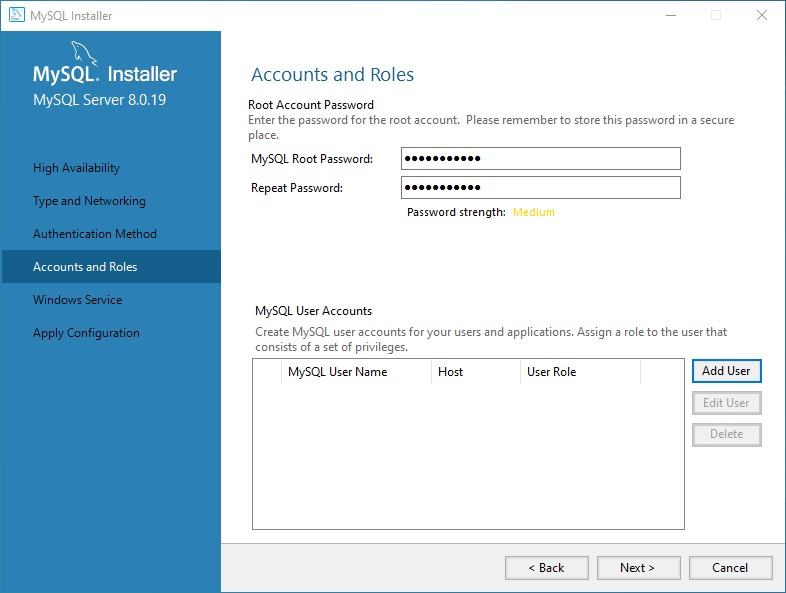 MySQL Installer
MySQL. Installer
MySQL Server 8.0.19
High Availability
Type and Networking
Authentication Method
Accounts and Roles
Windows Service
Apply Configuration
Accounts and Roles
Root Account Password
Enter the password for the root account.  Please remember to store this password in a secure
place.
MySQL Root Password: ●●●●●●●●●●●
Repeat Password: ●●●●●●●●●●●
Password strength: Medium
MySQL User Accounts
Create MySQL user accounts for your users and applications. Assign a role to the user that
consists of a set of privileges.
MySQL User Name Host User Role
Add User
Edit User
Delete
< Back Next > Cancel